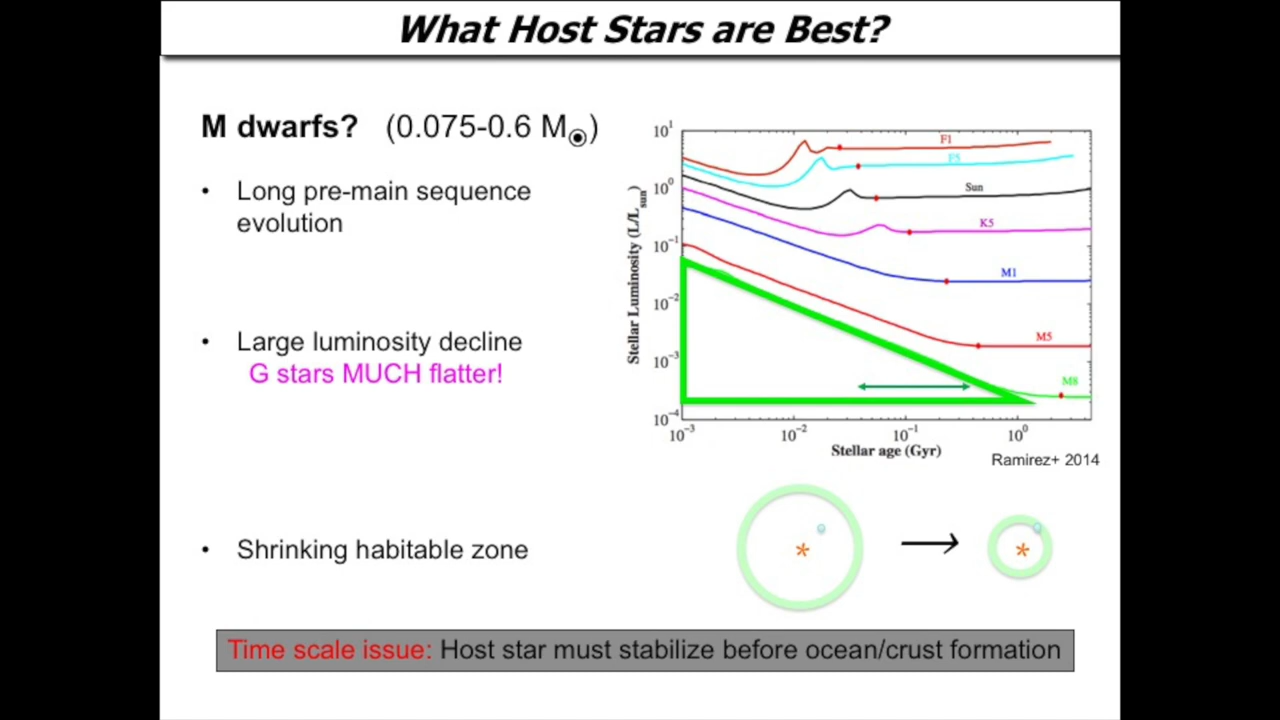 What Host Stars are Best?
M dwarfs? (0.075-0.6 M☉)
• Long pre-main sequence
evolution
• Large luminosity decline
G stars MUCH flatter!
• Shrinking habitable zone
Stellar Luminosity (L/L_sun)
10¹
10⁰
10⁻¹
10⁻²
10⁻³
10⁻⁴
F1
F5
Sun
K5
M1
M5
M8
10⁻³ 10⁻² 10⁻¹ 10⁰
Stellar age (Gyr)
Ramirez+ 2014
Time scale issue: Host star must stabilize before ocean/crust formation